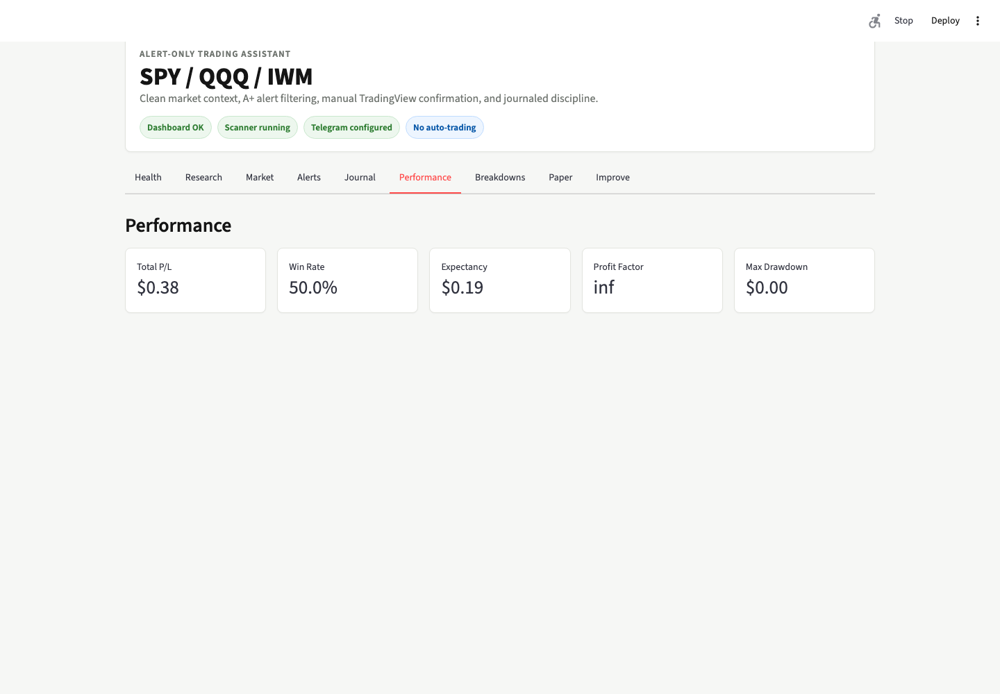 Stop Deploy
ALERT-ONLY TRADING ASSISTANT
SPY / QQQ / IWM
Clean market context, A+ alert filtering, manual TradingView confirmation, and journaled discipline.
Dashboard OK Scanner running Telegram configured No auto-trading
Health Research Market Alerts Journal Performance Breakdowns Paper Improve
Performance
Total P/L Win Rate Expectancy Profit Factor Max Drawdown
$0.38 50.0% $0.19 inf $0.00